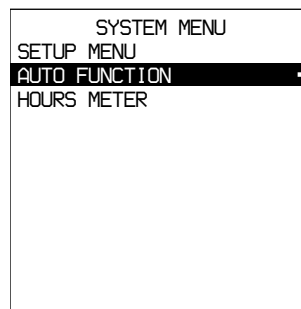 SYSTEM MENU
SETUP MENU
AUTO FUNCTION
HOURS METER